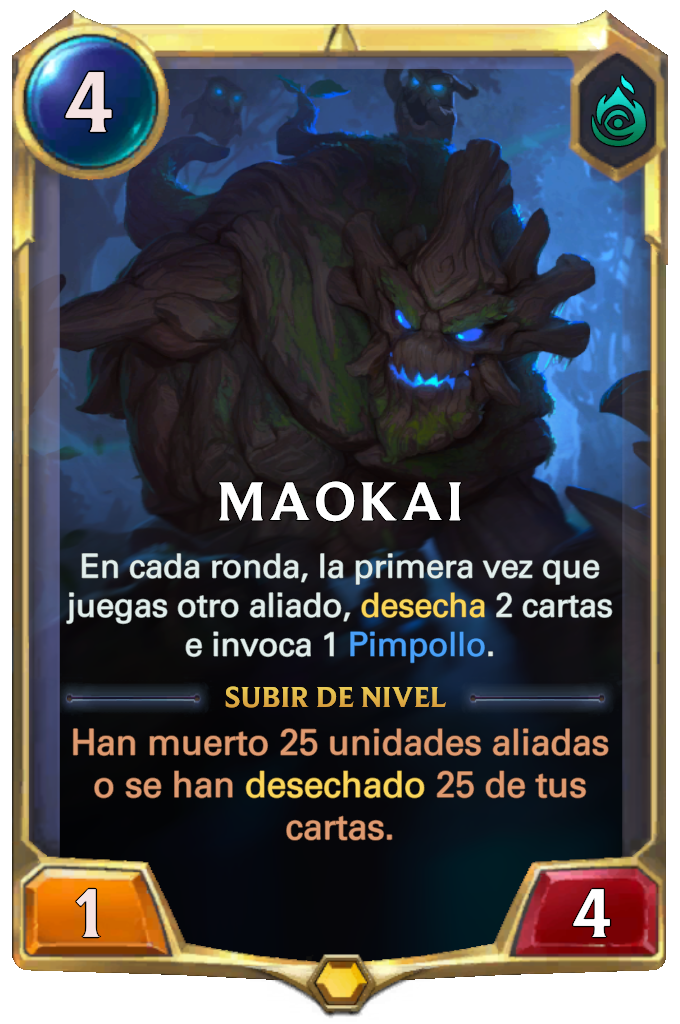 4
MAOKAI
En cada ronda, la primera vez que
juegas otro aliado, desecha 2 cartas
e invoca 1 Pimpollo.
SUBIR DE NIVEL
Han muerto 25 unidades aliadas
o se han desechado 25 de tus
cartas.
1
4